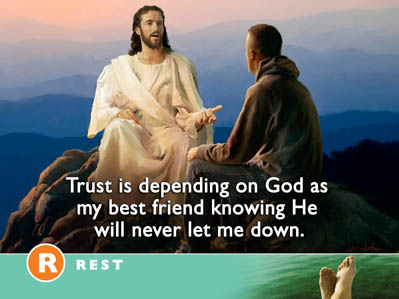 Trust is depending on God as
my best friend knowing He
will never let me down.
R REST